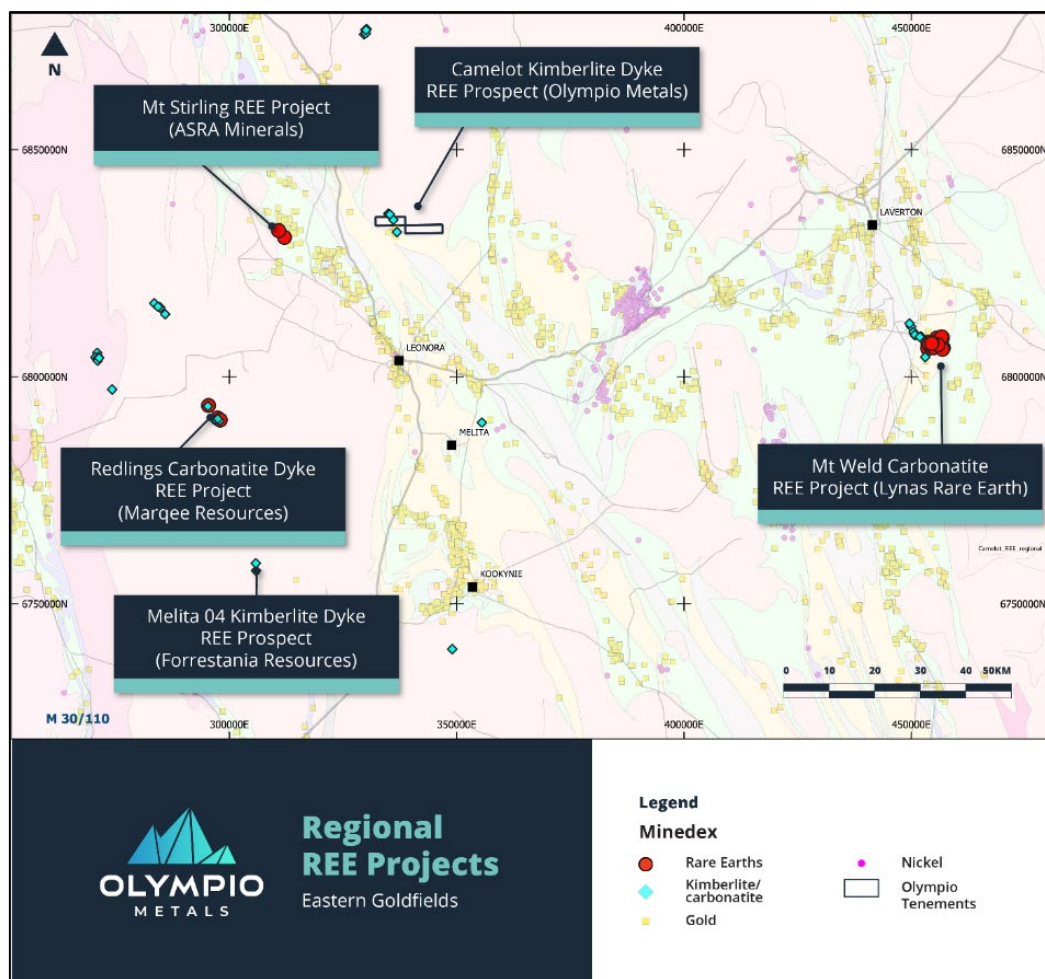 300000E
350000E
400000E
450000E
N
Camelot Kimberlite Dyke
REE Prospect (Olympio Metals)
Mt Stirling REE Project
(ASRA Minerals)
6850000N
6850000N
LAVERTON
LEONORA
6800000N
6800000N
MELITA
Redlings Carbonatite Dyke
REE Project
(Marqee Resources)
Mt Weld Carbonatite
REE Project (Lynas Rare Earth)
Camelot_REE_regional
KOOKYNIE
6750000N
6750000N
Melita 04 Kimberlite Dyke
REE Prospect
(Forrestania Resources)
0 10 20 30 40 50KM
M 30/110
300000E
350000E
400000E
450000E
OLYMPIO
METALS
Regional
REE Projects
Eastern Goldfields
Legend
Minedex
Rare Earths
Kimberlite/
carbonatite
Gold
Nickel
Olympio
Tenements